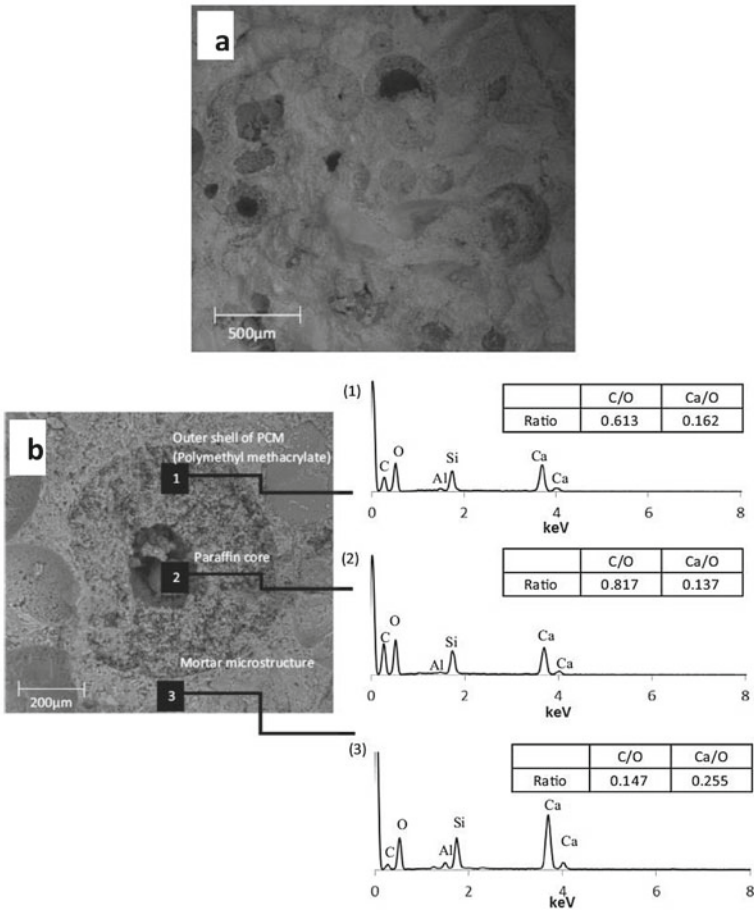 a
500μm
b
Outer shell of PCM
(Polymethyl methacrylate)
1
Paraffin core
2
Mortar microstructure
3
200μm
(1)
C/O Ca/O
Ratio 0.613 0.162
C O Al Si Ca Ca
0 2 4 6 8
keV
(2)
C/O Ca/O
Ratio 0.817 0.137
C O Al Si Ca Ca
0 2 4 6 8
keV
(3)
C/O Ca/O
Ratio 0.147 0.255
C O Al Si Ca Ca
0 2 4 6 8
keV